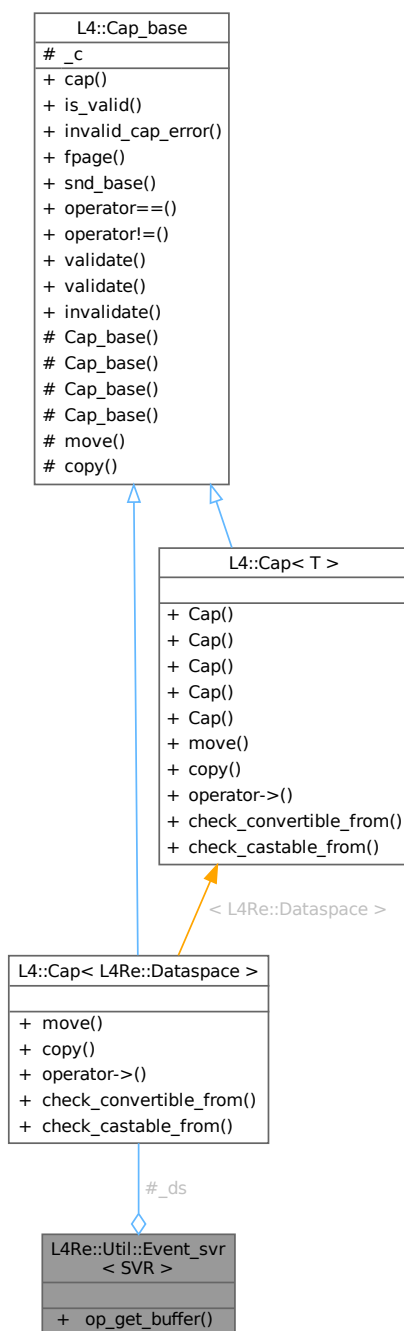 L4::Cap_base
# _c
+ cap()
+ is_valid()
+ invalid_cap_error()
+ fpage()
+ snd_base()
+ operator==()
+ operator!=()
+ validate()
+ validate()
+ invalidate()
# Cap_base()
# Cap_base()
# Cap_base()
# Cap_base()
# move()
# copy()
L4::Cap< T >
+ Cap()
+ Cap()
+ Cap()
+ Cap()
+ Cap()
+ move()
+ copy()
+ operator->()
+ check_convertible_from()
+ check_castable_from()
< L4Re::Dataspace >
L4::Cap< L4Re::Dataspace >
+ move()
+ copy()
+ operator->()
+ check_convertible_from()
+ check_castable_from()
#_ds
L4Re::Util::Event_svr
< SVR >
+ op_get_buffer()